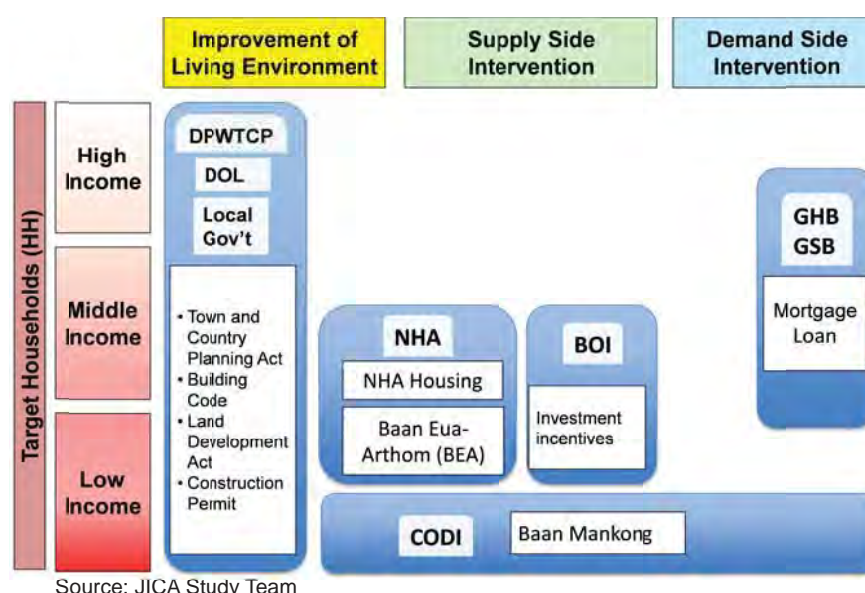 Improvement of
Living Environment
Supply Side
Intervention
Demand Side
Intervention
Target Households (HH)
High
Income
Middle
Income
Low
Income
DPWTCP
DOL
Local
Gov't
• Town and
Country
Planning Act
• Building
Code
• Land
Development
Act
• Construction
Permit
NHA
NHA Housing
Baan Eua-
Arthom (BEA)
BOI
Investment
incentives
GHB
GSB
Mortgage
Loan
CODI
Baan Mankong
Source: JICA Study Team